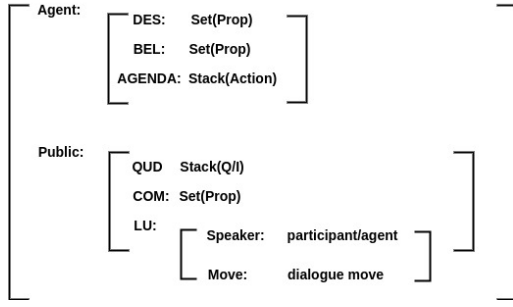 Agent:
DES: Set(Prop)
BEL: Set(Prop)
AGENDA: Stack(Action)
Public:
QUD Stack(Q/I)
COM: Set(Prop)
LU:
Speaker: participant/agent
Move: dialogue move